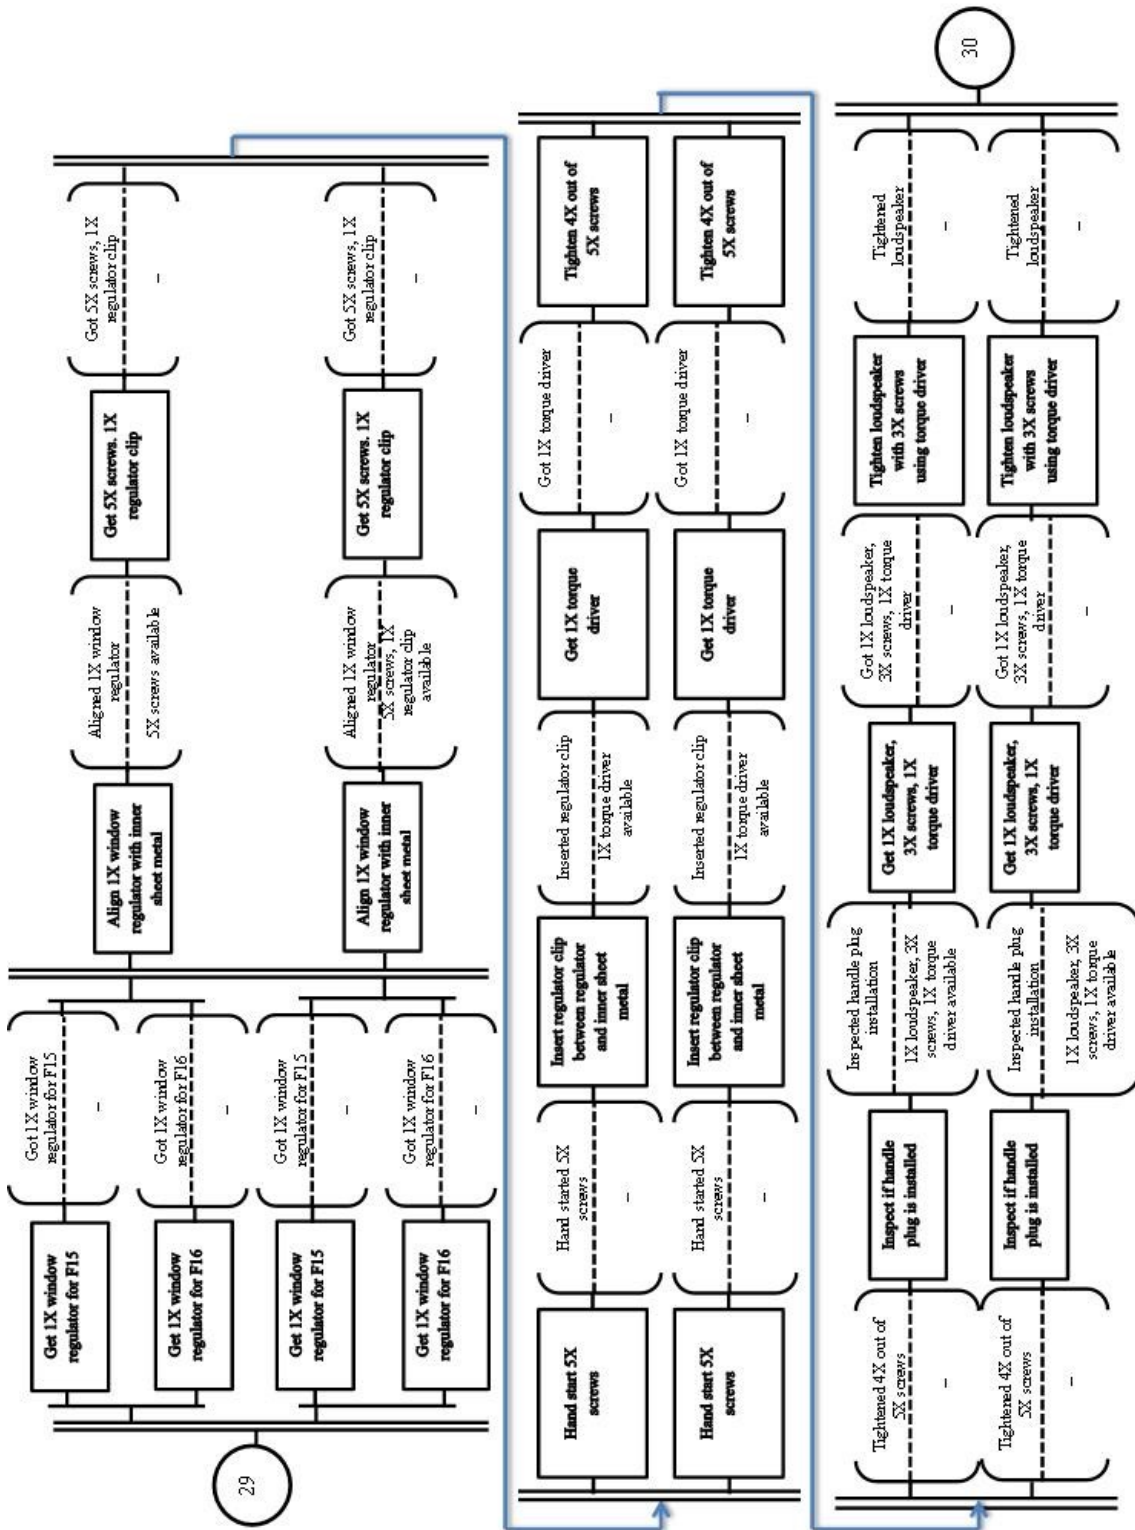 29
Get 1X window
regulator for F15
Got 1X window
regulator for F15
–
Get 1X window
regulator for F16
Got 1X window
regulator for F16
–
Get 1X window
regulator for F15
Got 1X window
regulator for F15
–
Get 1X window
regulator for F16
Got 1X window
regulator for F16
–
Align 1X window
regulator with inner
sheet metal
Aligned 1X window
regulator
5X screws available
Get 5X screws. 1X
regulator clip
Got 5X screws, 1X
regulator clip
–
Align 1X window
regulator with inner
sheet metal
Aligned 1X window
regulator
5X screws, 1X
regulator clip
available
Get 5X screws. 1X
regulator clip
Got 5X screws, 1X
regulator clip
–
Hand start 5X
screws
Hand started 5X
screws
–
Insert regulator clip
between regulator
and inner sheet
metal
Inserted regulator clip
1X torque driver
available
Get 1X torque
driver
Got 1X torque driver
–
Tighten 4X out of
5X screws
Hand start 5X
screws
Hand started 5X
screws
–
Insert regulator clip
between regulator
and inner sheet
metal
Inserted regulator clip
1X torque driver
available
Get 1X torque
driver
Got 1X torque driver
–
Tighten 4X out of
5X screws
Tightened 4X out of
5X screws
–
Inspect if handle
plug is installed
Inspected handle plug
installation
1X loudspeaker, 3X
screws, 1X torque
driver available
Get 1X loudspeaker,
3X screws, 1X
torque driver
Got 1X loudspeaker,
3X screws, 1X torque
driver
–
Tighten loudspeaker
with 3X screws
using torque driver
Tightened
loudspeaker
–
Tightened 4X out of
5X screws
–
Inspect if handle
plug is installed
Inspected handle plug
installation
1X loudspeaker, 3X
screws, 1X torque
driver available
Get 1X loudspeaker,
3X screws, 1X
torque driver
Got 1X loudspeaker,
3X screws, 1X torque
driver
–
Tighten loudspeaker
with 3X screws
using torque driver
Tightened
loudspeaker
–
30